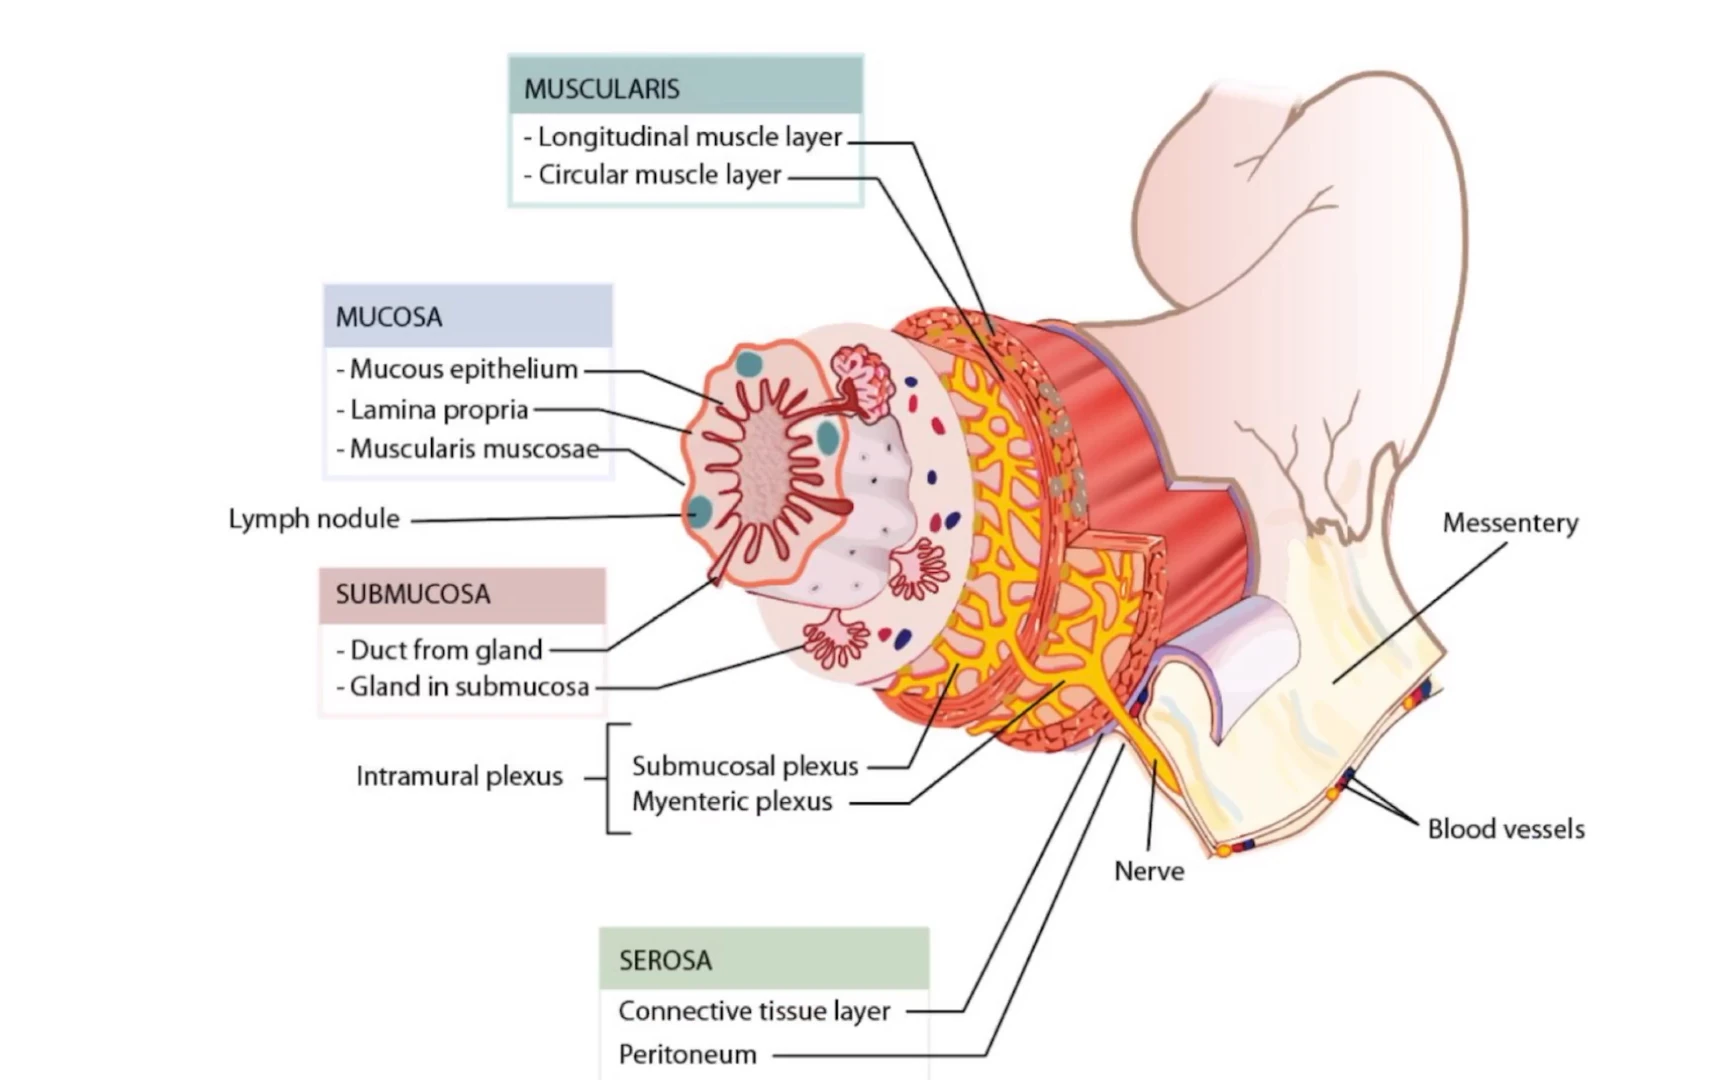 MUSCULARIS
- Longitudinal muscle layer
- Circular muscle layer
MUCOSA
- Mucous epithelium
- Lamina propria
- Muscularis muscosae
Lymph nodule
SUBMUCOSA
- Duct from gland
- Gland in submucosa
Intramural plexus
Submucosal plexus
Myenteric plexus
Messentery
Blood vessels
Nerve
SEROSA
Connective tissue layer
Peritoneum